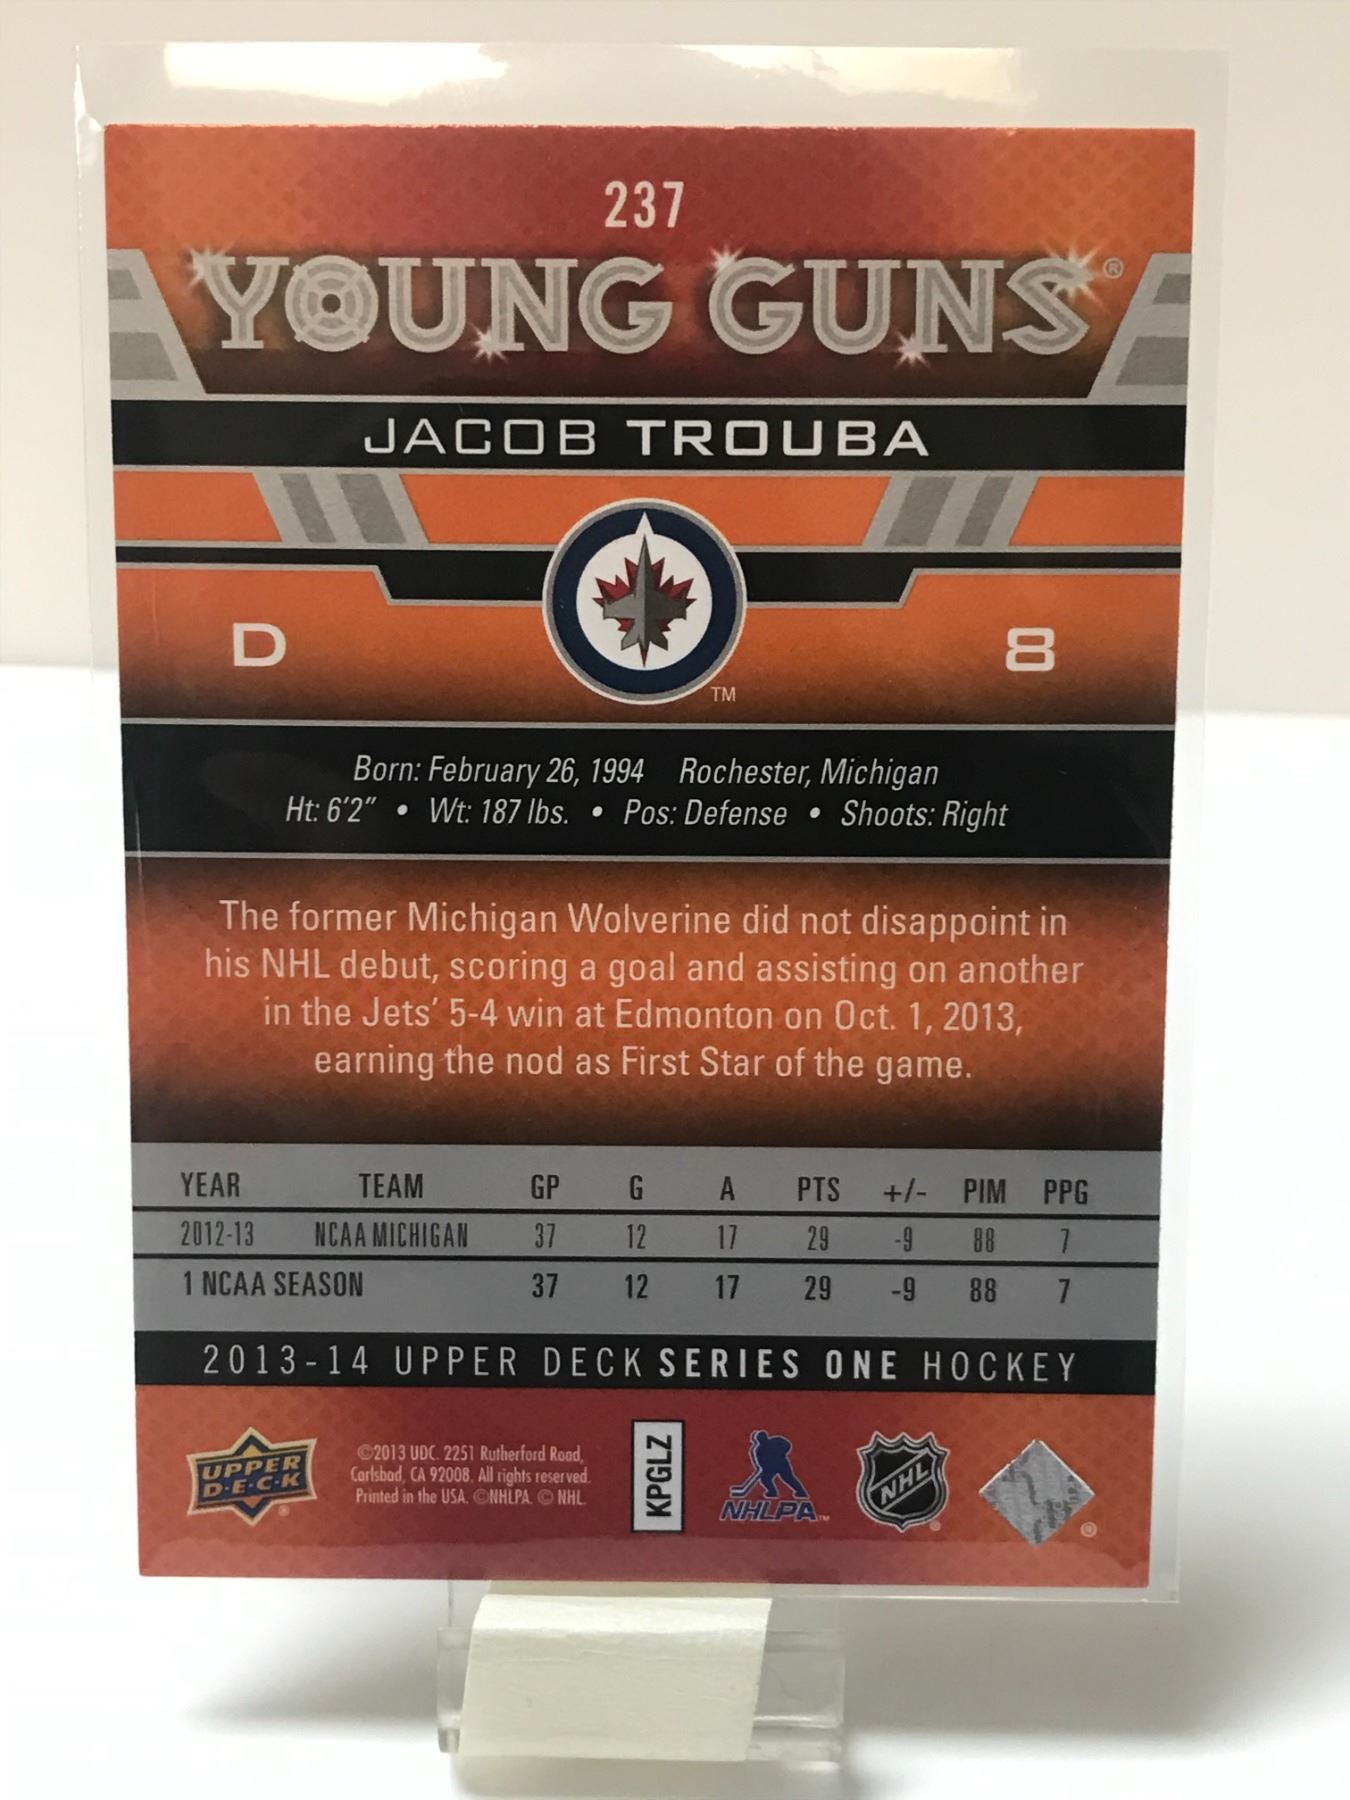 237
YOUNG GUNS®
JACOB TROUBA
D 8
TM
Born: February 26, 1994 Rochester, Michigan
Ht: 6'2" • Wt: 187 lbs. • Pos: Defense • Shoots: Right
The former Michigan Wolverine did not disappoint in
his NHL debut, scoring a goal and assisting on another
in the Jets' 5-4 win at Edmonton on Oct. 1, 2013,
earning the nod as First Star of the game.
YEAR TEAM GP G A PTS +/- PIM PPG
2012-13 NCAA MICHIGAN 37 12 17 29 -9 88 7
1 NCAA SEASON 37 12 17 29 -9 88 7
2013-14 UPPER DECK SERIES ONE HOCKEY
UPPER
D·E·C·K
®
©2013 UDC. 2251 Rutherford Road,
Carlsbad, CA 92008. All rights reserved.
Printed in the USA. ©NHLPA. © NHL.
KPGLZ
NHLPA™
NHL
®
®